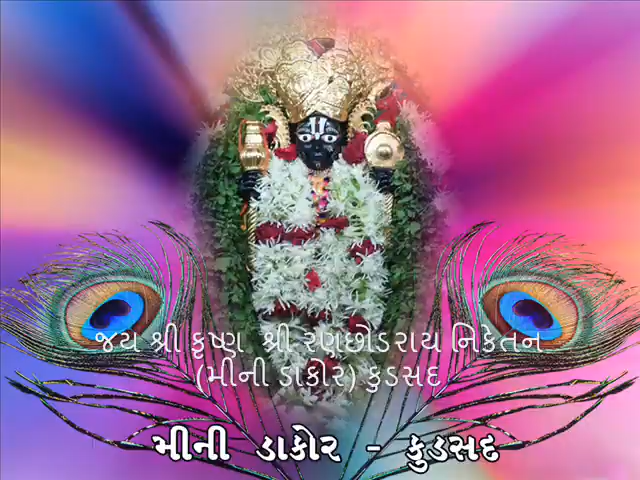 જય શ્રી કૃષ્ણ શ્રી રણછોડરાય નિકેતન
(મીની ડાકોર) કુડસદ
મીની ડાકોર - કુડસદ